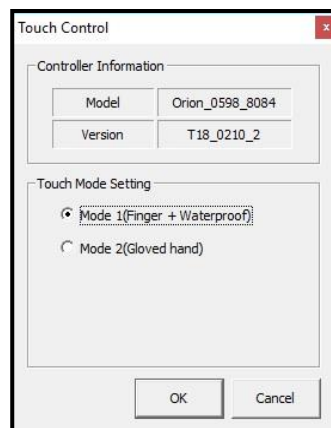 Touch Control
x
Controller Information
Model Orion_0598_8084
Version T18_0210_2
Touch Mode Setting
Mode 1(Finger + Waterproof)
Mode 2(Gloved hand)
OK Cancel